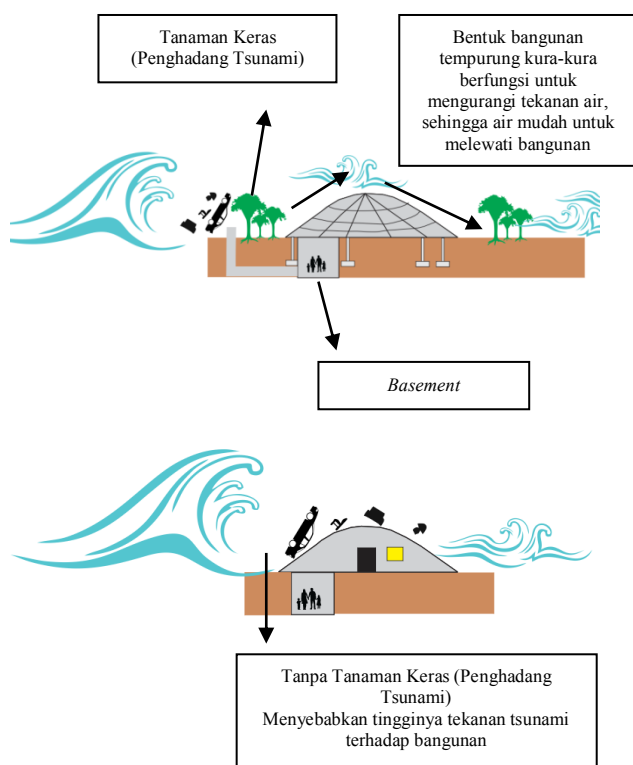 Tanaman Keras
(Penghadang Tsunami)
Bentuk bangunan
tempurung kura-kura
berfungsi untuk
mengurangi tekanan air,
sehingga air mudah untuk
melewati bangunan
Basement
Tanpa Tanaman Keras (Penghadang
Tsunami)
Menyebabkan tingginya tekanan tsunami
terhadap bangunan